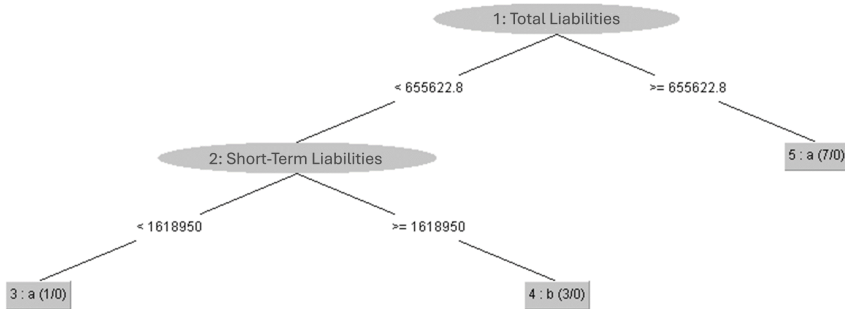 1: Total Liabilities
< 655622.8
>= 655622.8
2: Short-Term Liabilities
5 : a (7/0)
< 1618950
>= 1618950
3 : a (1/0)
4 : b (3/0)